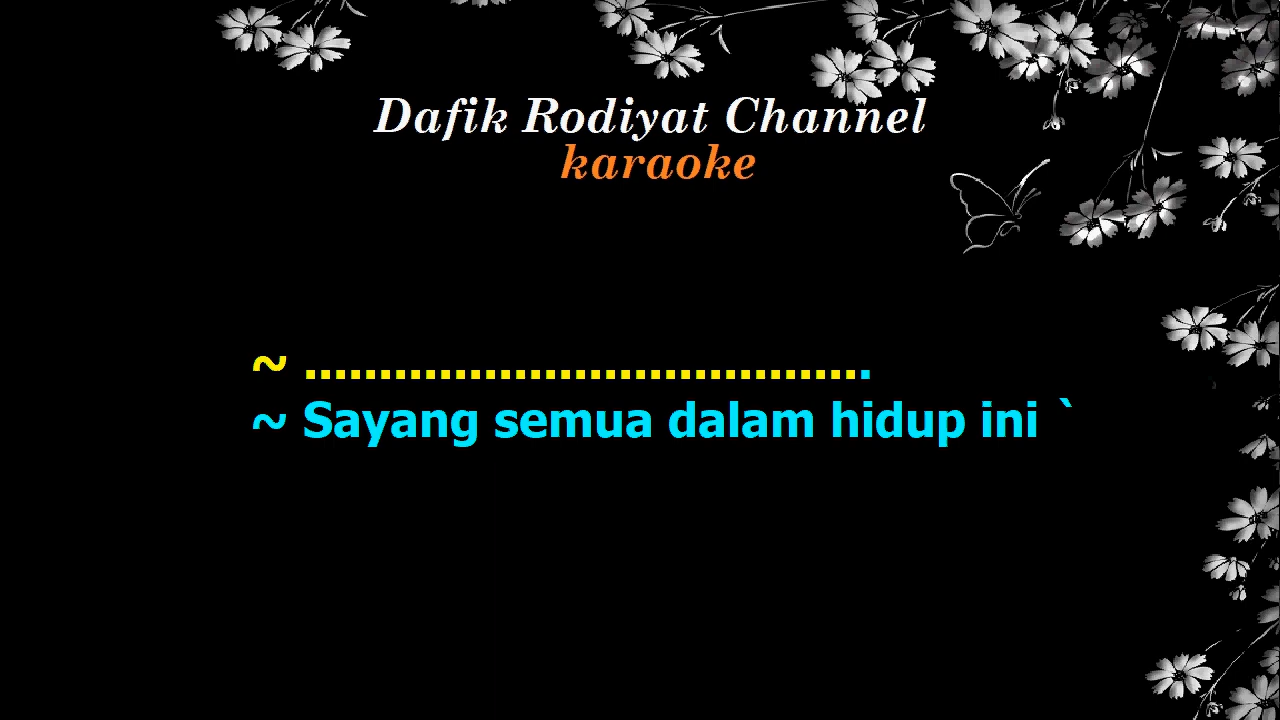 Dafik Rodiyat Channel
karaoke
~ ......................................
~ Sayang semua dalam hidup ini `